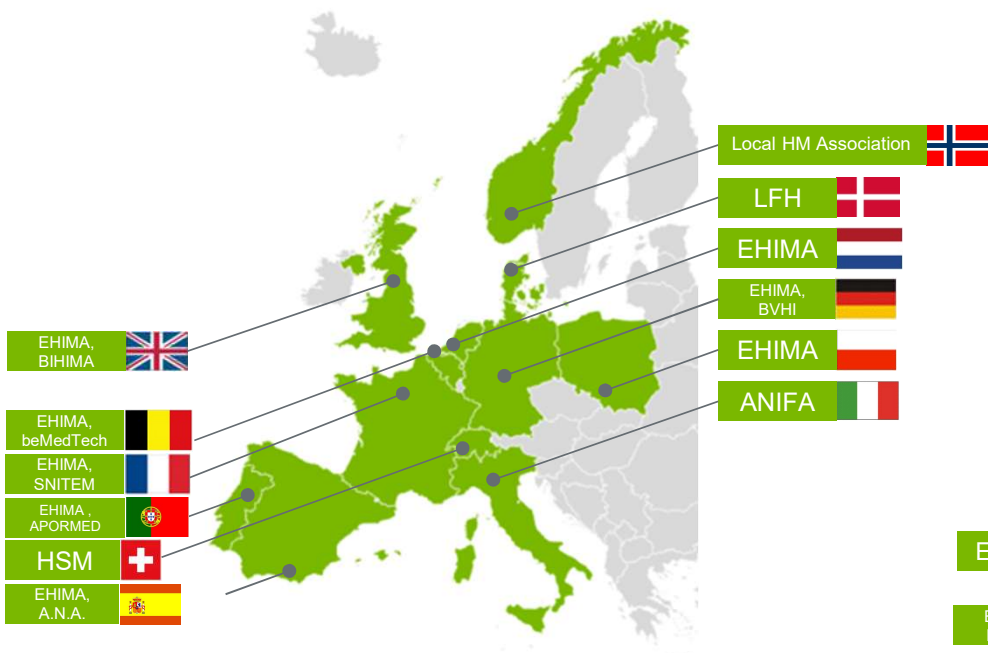 Local HM Association
LFH
EHIMA
EHIMA,
BVHI
EHIMA
ANIFA
EHIMA,
BIHIMA
EHIMA,
beMedTech
EHIMA,
SNITEM
EHIMA ,
APORMED
HSM
EHIMA,
A.N.A.